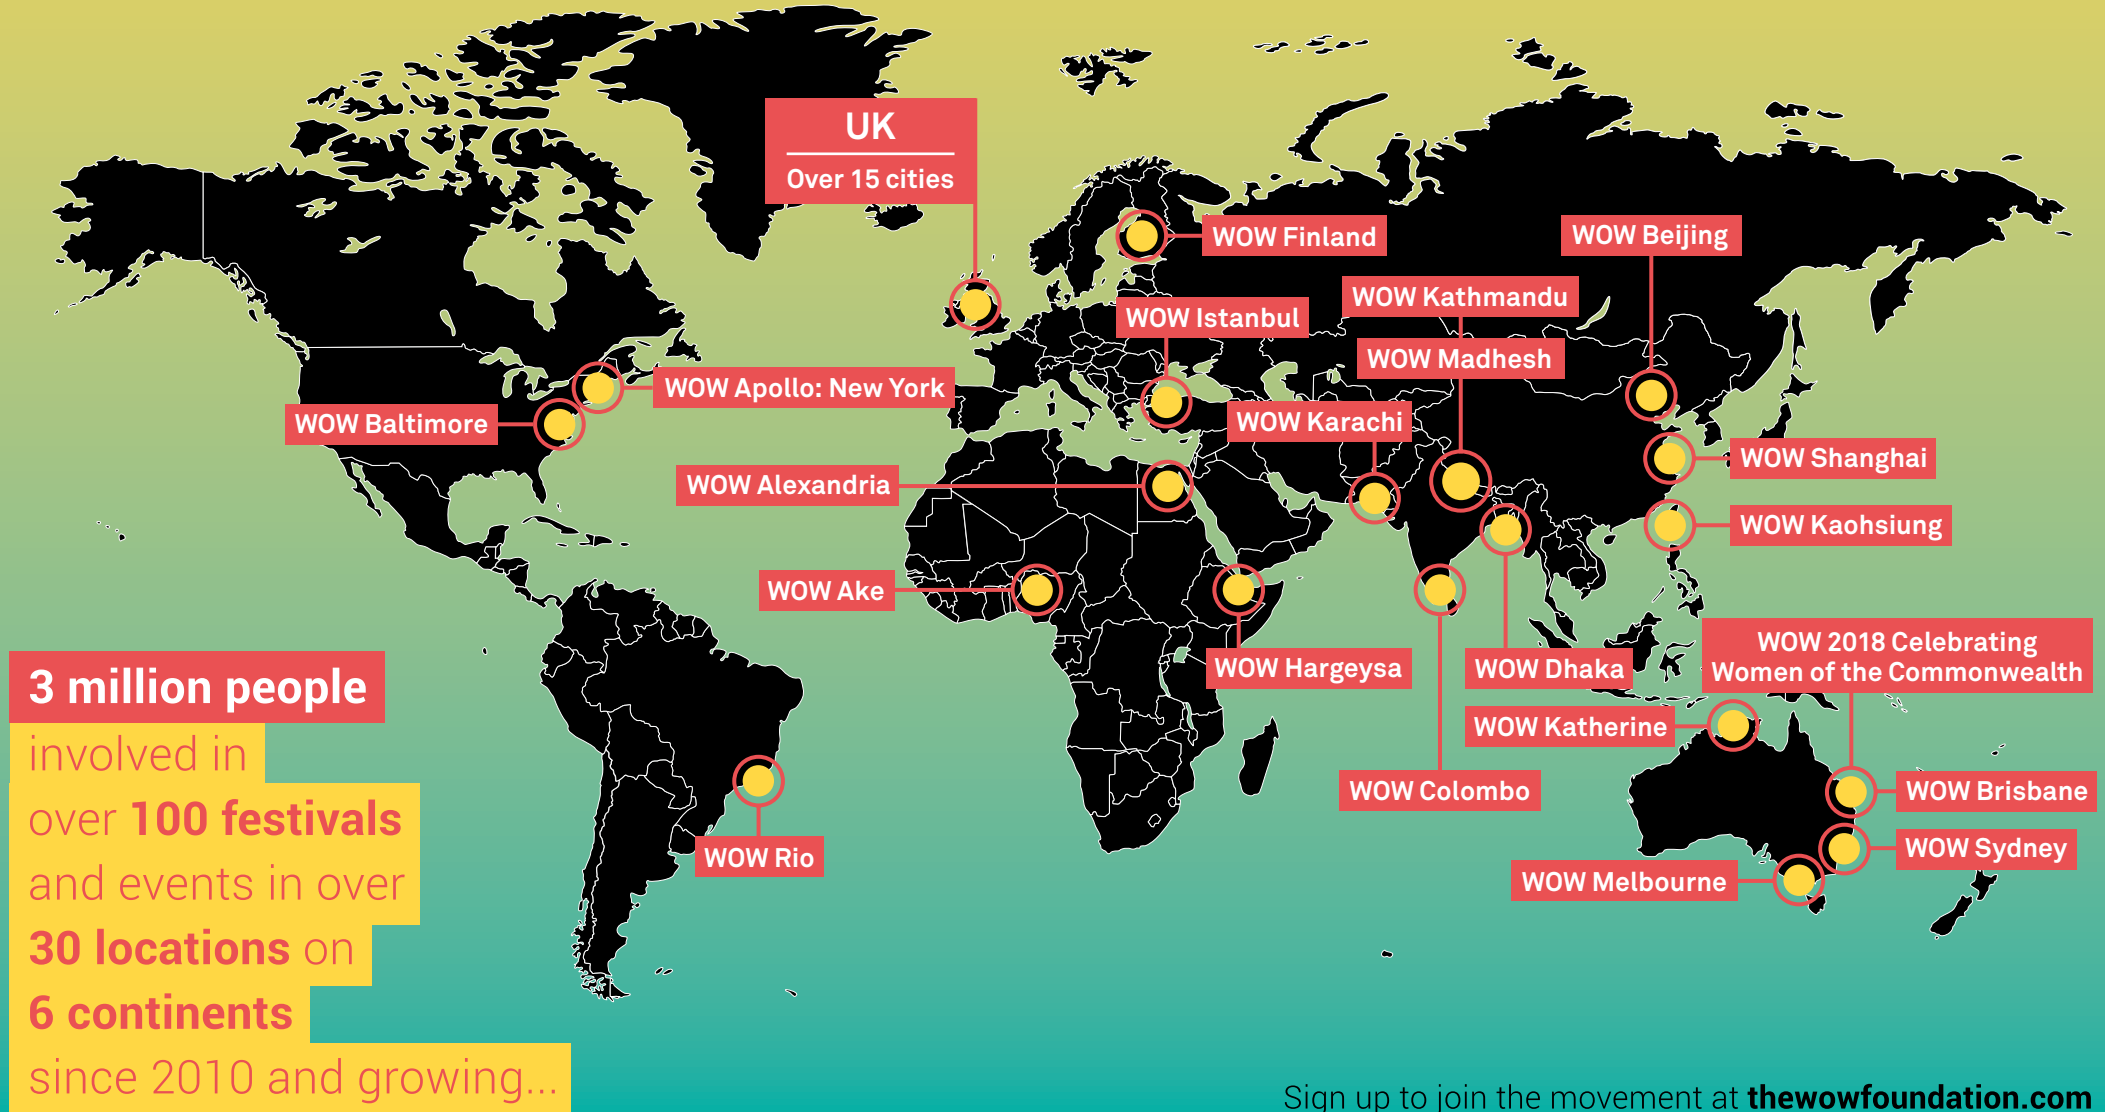 UK
Over 15 cities
WOW Finland
WOW Beijing
WOW Kathmandu
WOW Istanbul
WOW Madhesh
WOW Apollo: New York
WOW Baltimore
WOW Karachi
WOW Shanghai
WOW Alexandria
WOW Kaohsiung
WOW Ake
WOW Hargeysa
WOW Dhaka
WOW 2018 Celebrating
Women of the Commonwealth
WOW Katherine
WOW Colombo
WOW Brisbane
WOW Rio
WOW Sydney
WOW Melbourne
3 million people
involved in
over 100 festivals
and events in over
30 locations on
6 continents
since 2010 and growing...
Sign up to join the movement at thewowfoundation.com